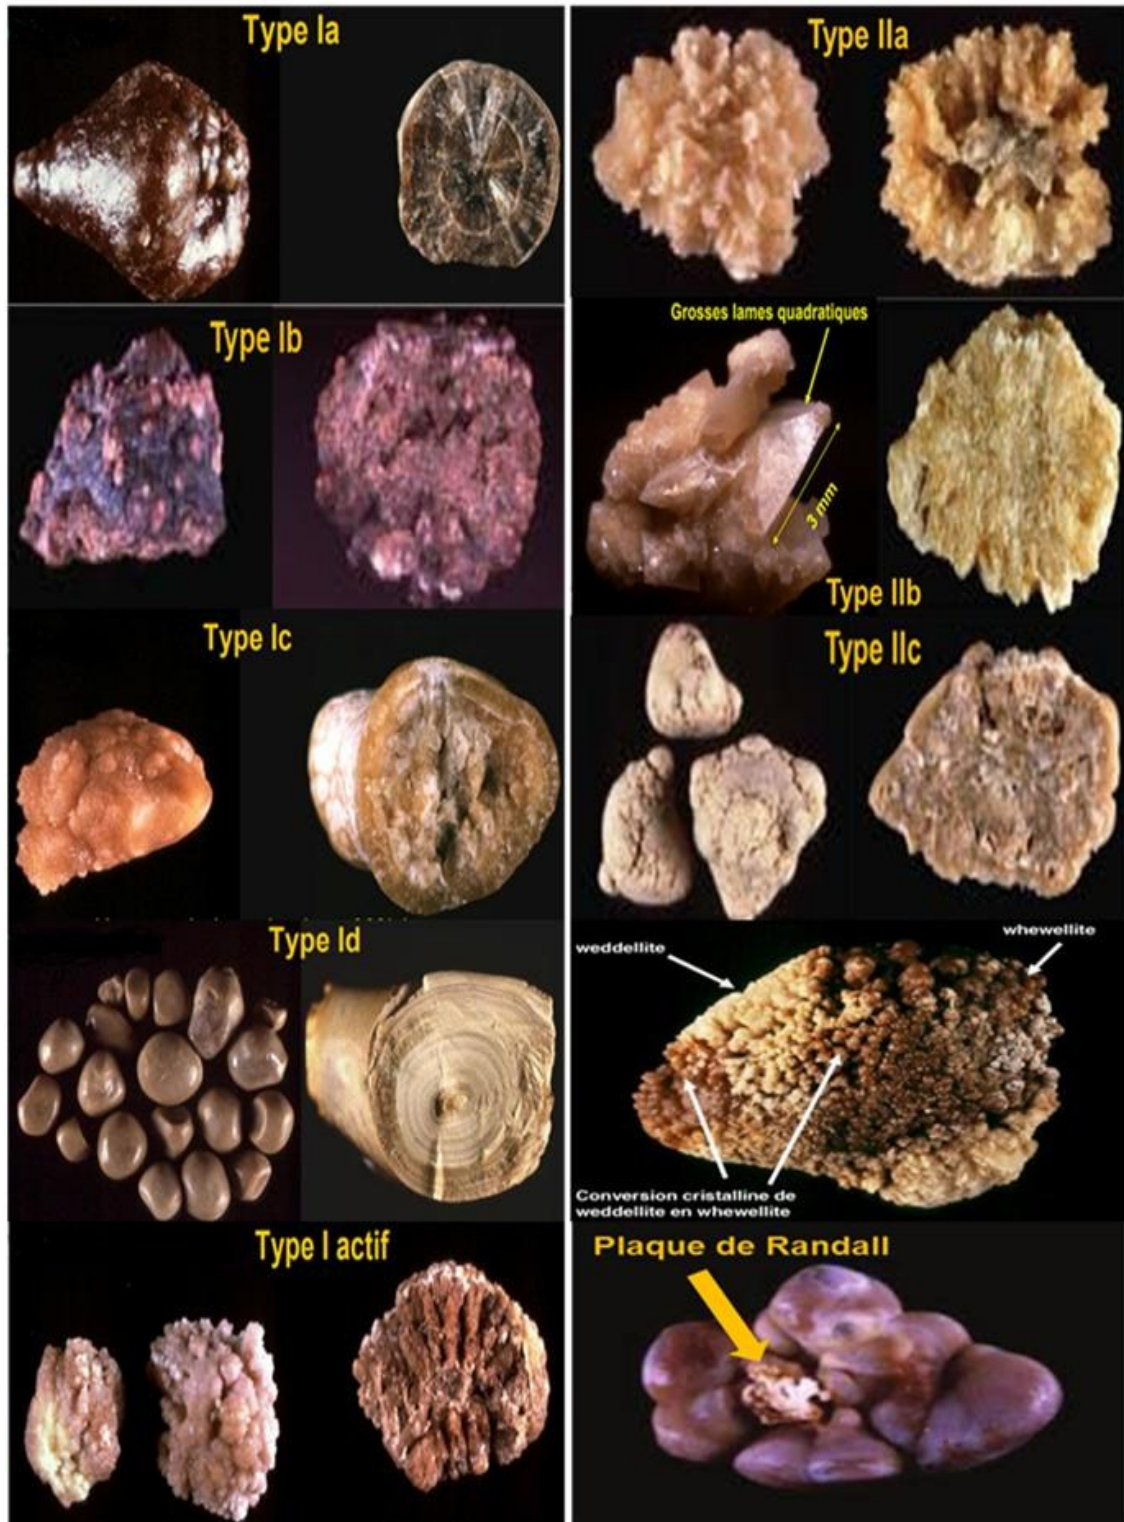 Type Ia
Type IIa
Type Ib
Grosses lames quadratiques
3 mm
Type IIb
Type Ic
Type IIc
Type Id
weddellite
whewellite
Conversion cristalline de
weddellite en whewellite
Type I actif
Plaque de Randall